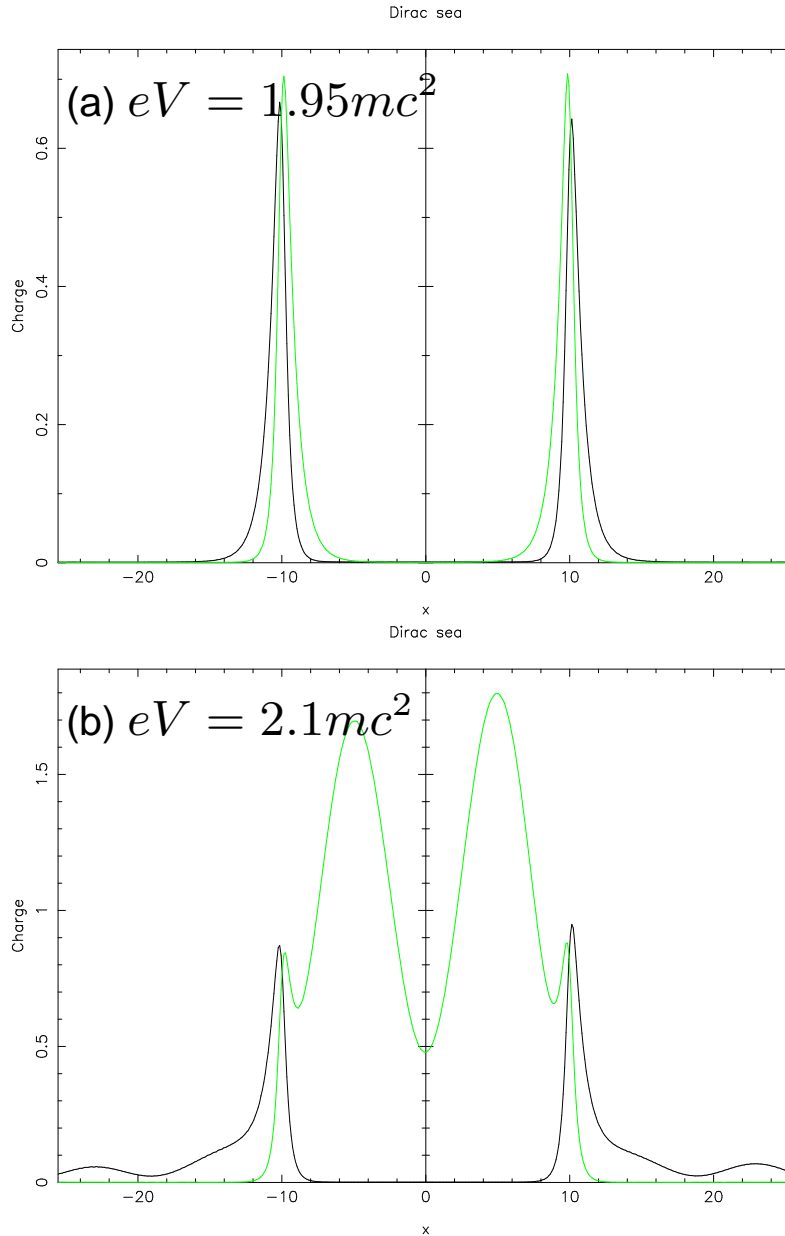 Dirac sea
(a) eV = 1.95mc²
0.6
0.4
Charge
0.2
0
−20 −10 0 10 20
x
Dirac sea
(b) eV = 2.1mc²
1.5
1
Charge
0.5
0
−20 −10 0 10 20
x